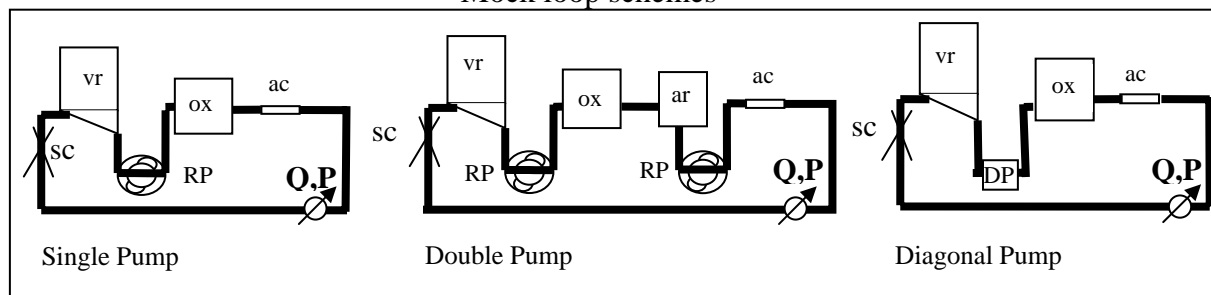 Mock loop schemes
vr
ox
ac
sc
sc
RP
Q,P
Single Pump
vr
ox
ar
ac
sc
RP
RP
Q,P
Double Pump
vr
ox
ac
sc
DP
Q,P
Diagonal Pump